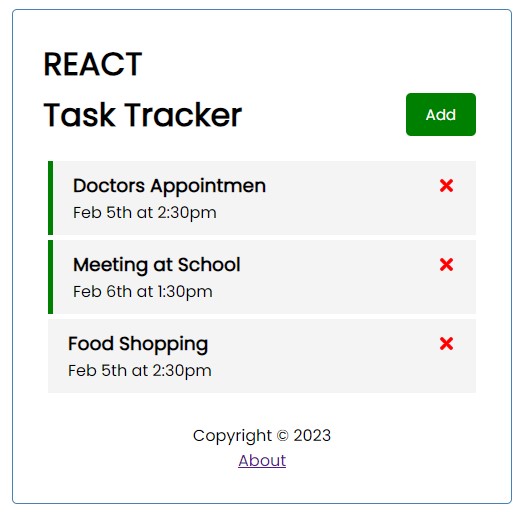 REACT
Task Tracker
Add
Doctors Appointmen
Feb 5th at 2:30pm
Meeting at School
Feb 6th at 1:30pm
Food Shopping
Feb 5th at 2:30pm
Copyright © 2023
About